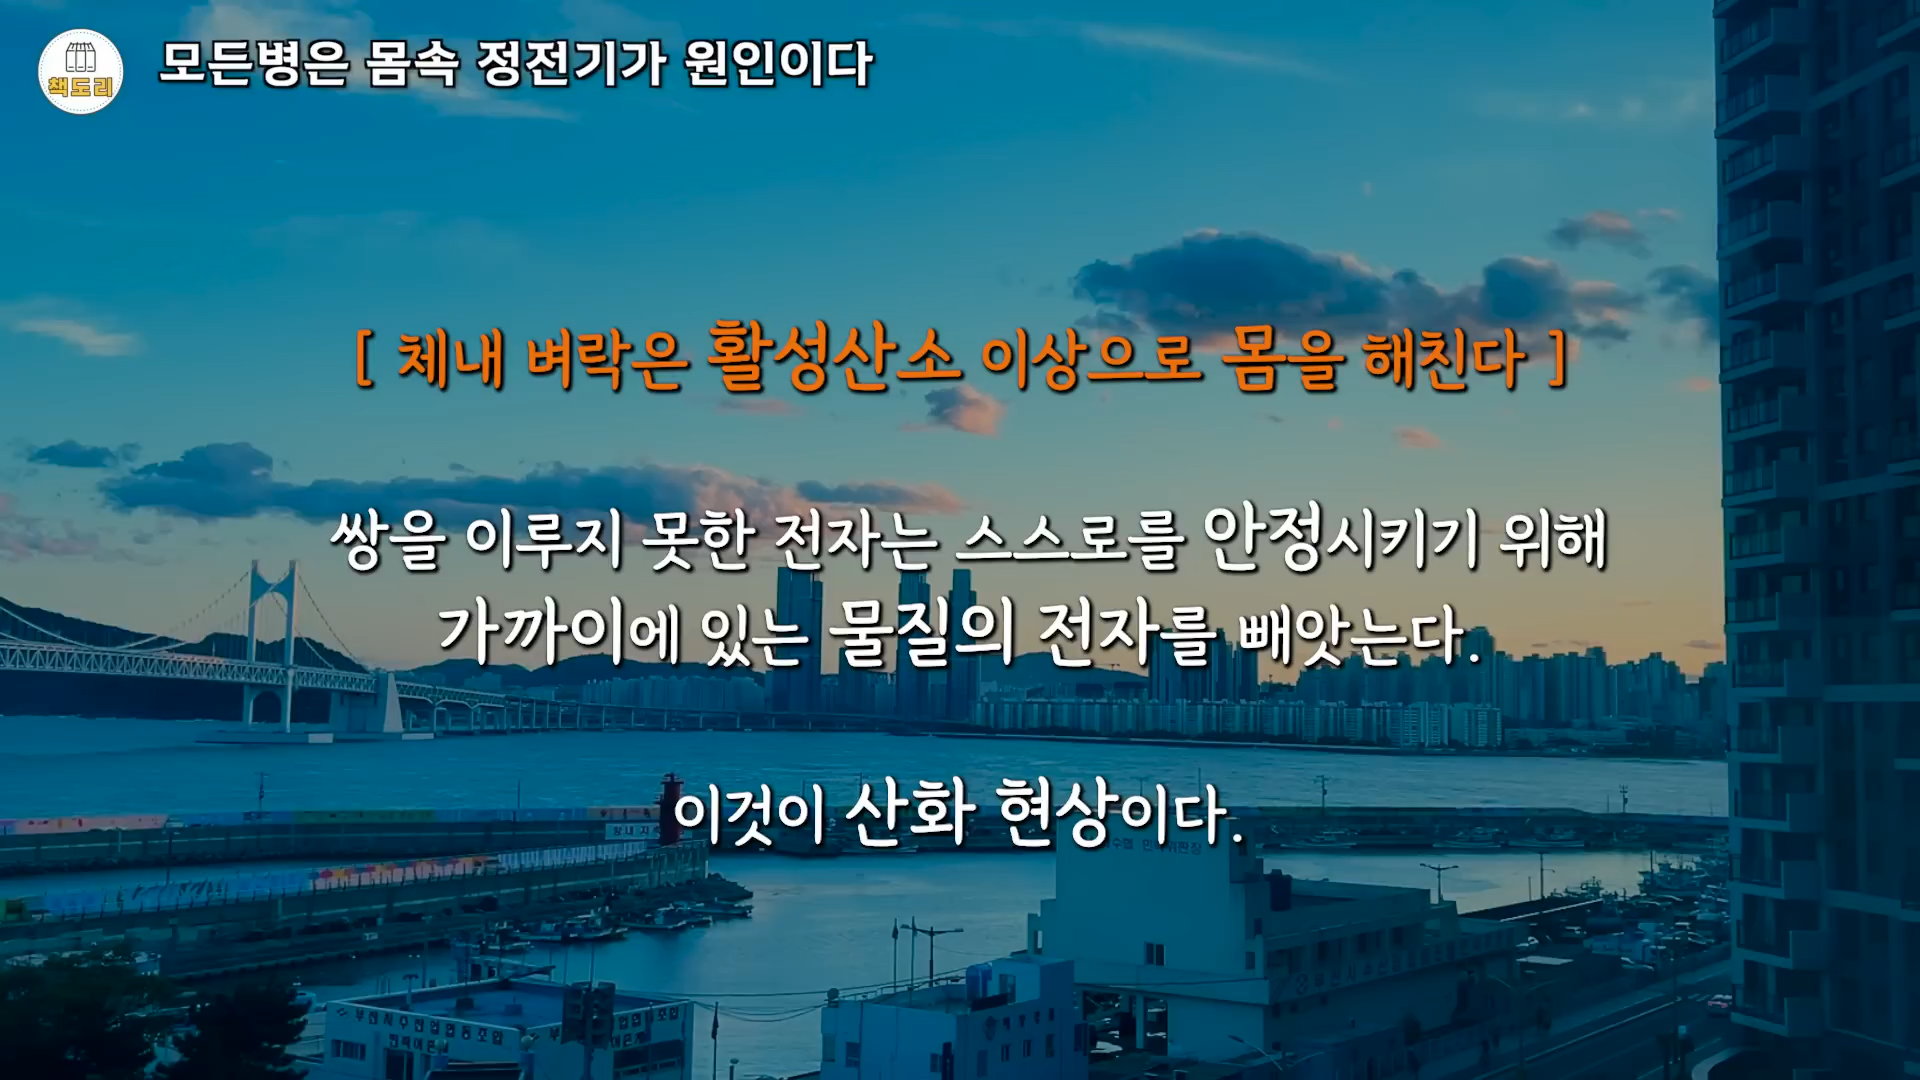 책도리
모든병은 몸속 정전기가 원인이다
[ 체내 벼락은 활성산소 이상으로 몸을 해친다 ]
쌍을 이루지 못한 전자는 스스로를 안정시키기 위해
가까이에 있는 물질의 전자를 빼앗는다.
이것이 산화 현상이다.